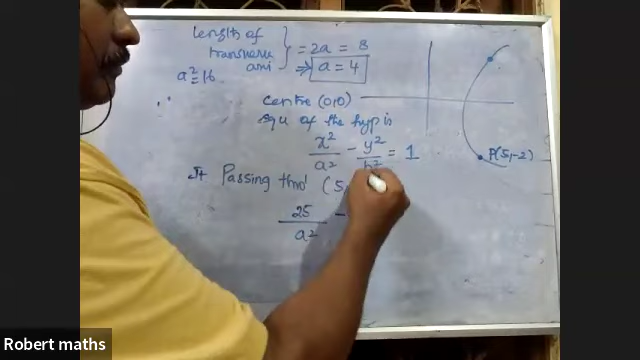 length of
transverse
axis
= 2a = 8
⇒ a = 4
a² = 16
∴ centre (0,0)
equ of the hyp is
x²/a² - y²/b² = 1
P(5,-2)
It Passing thro' (5,
25/a² -
Robert maths